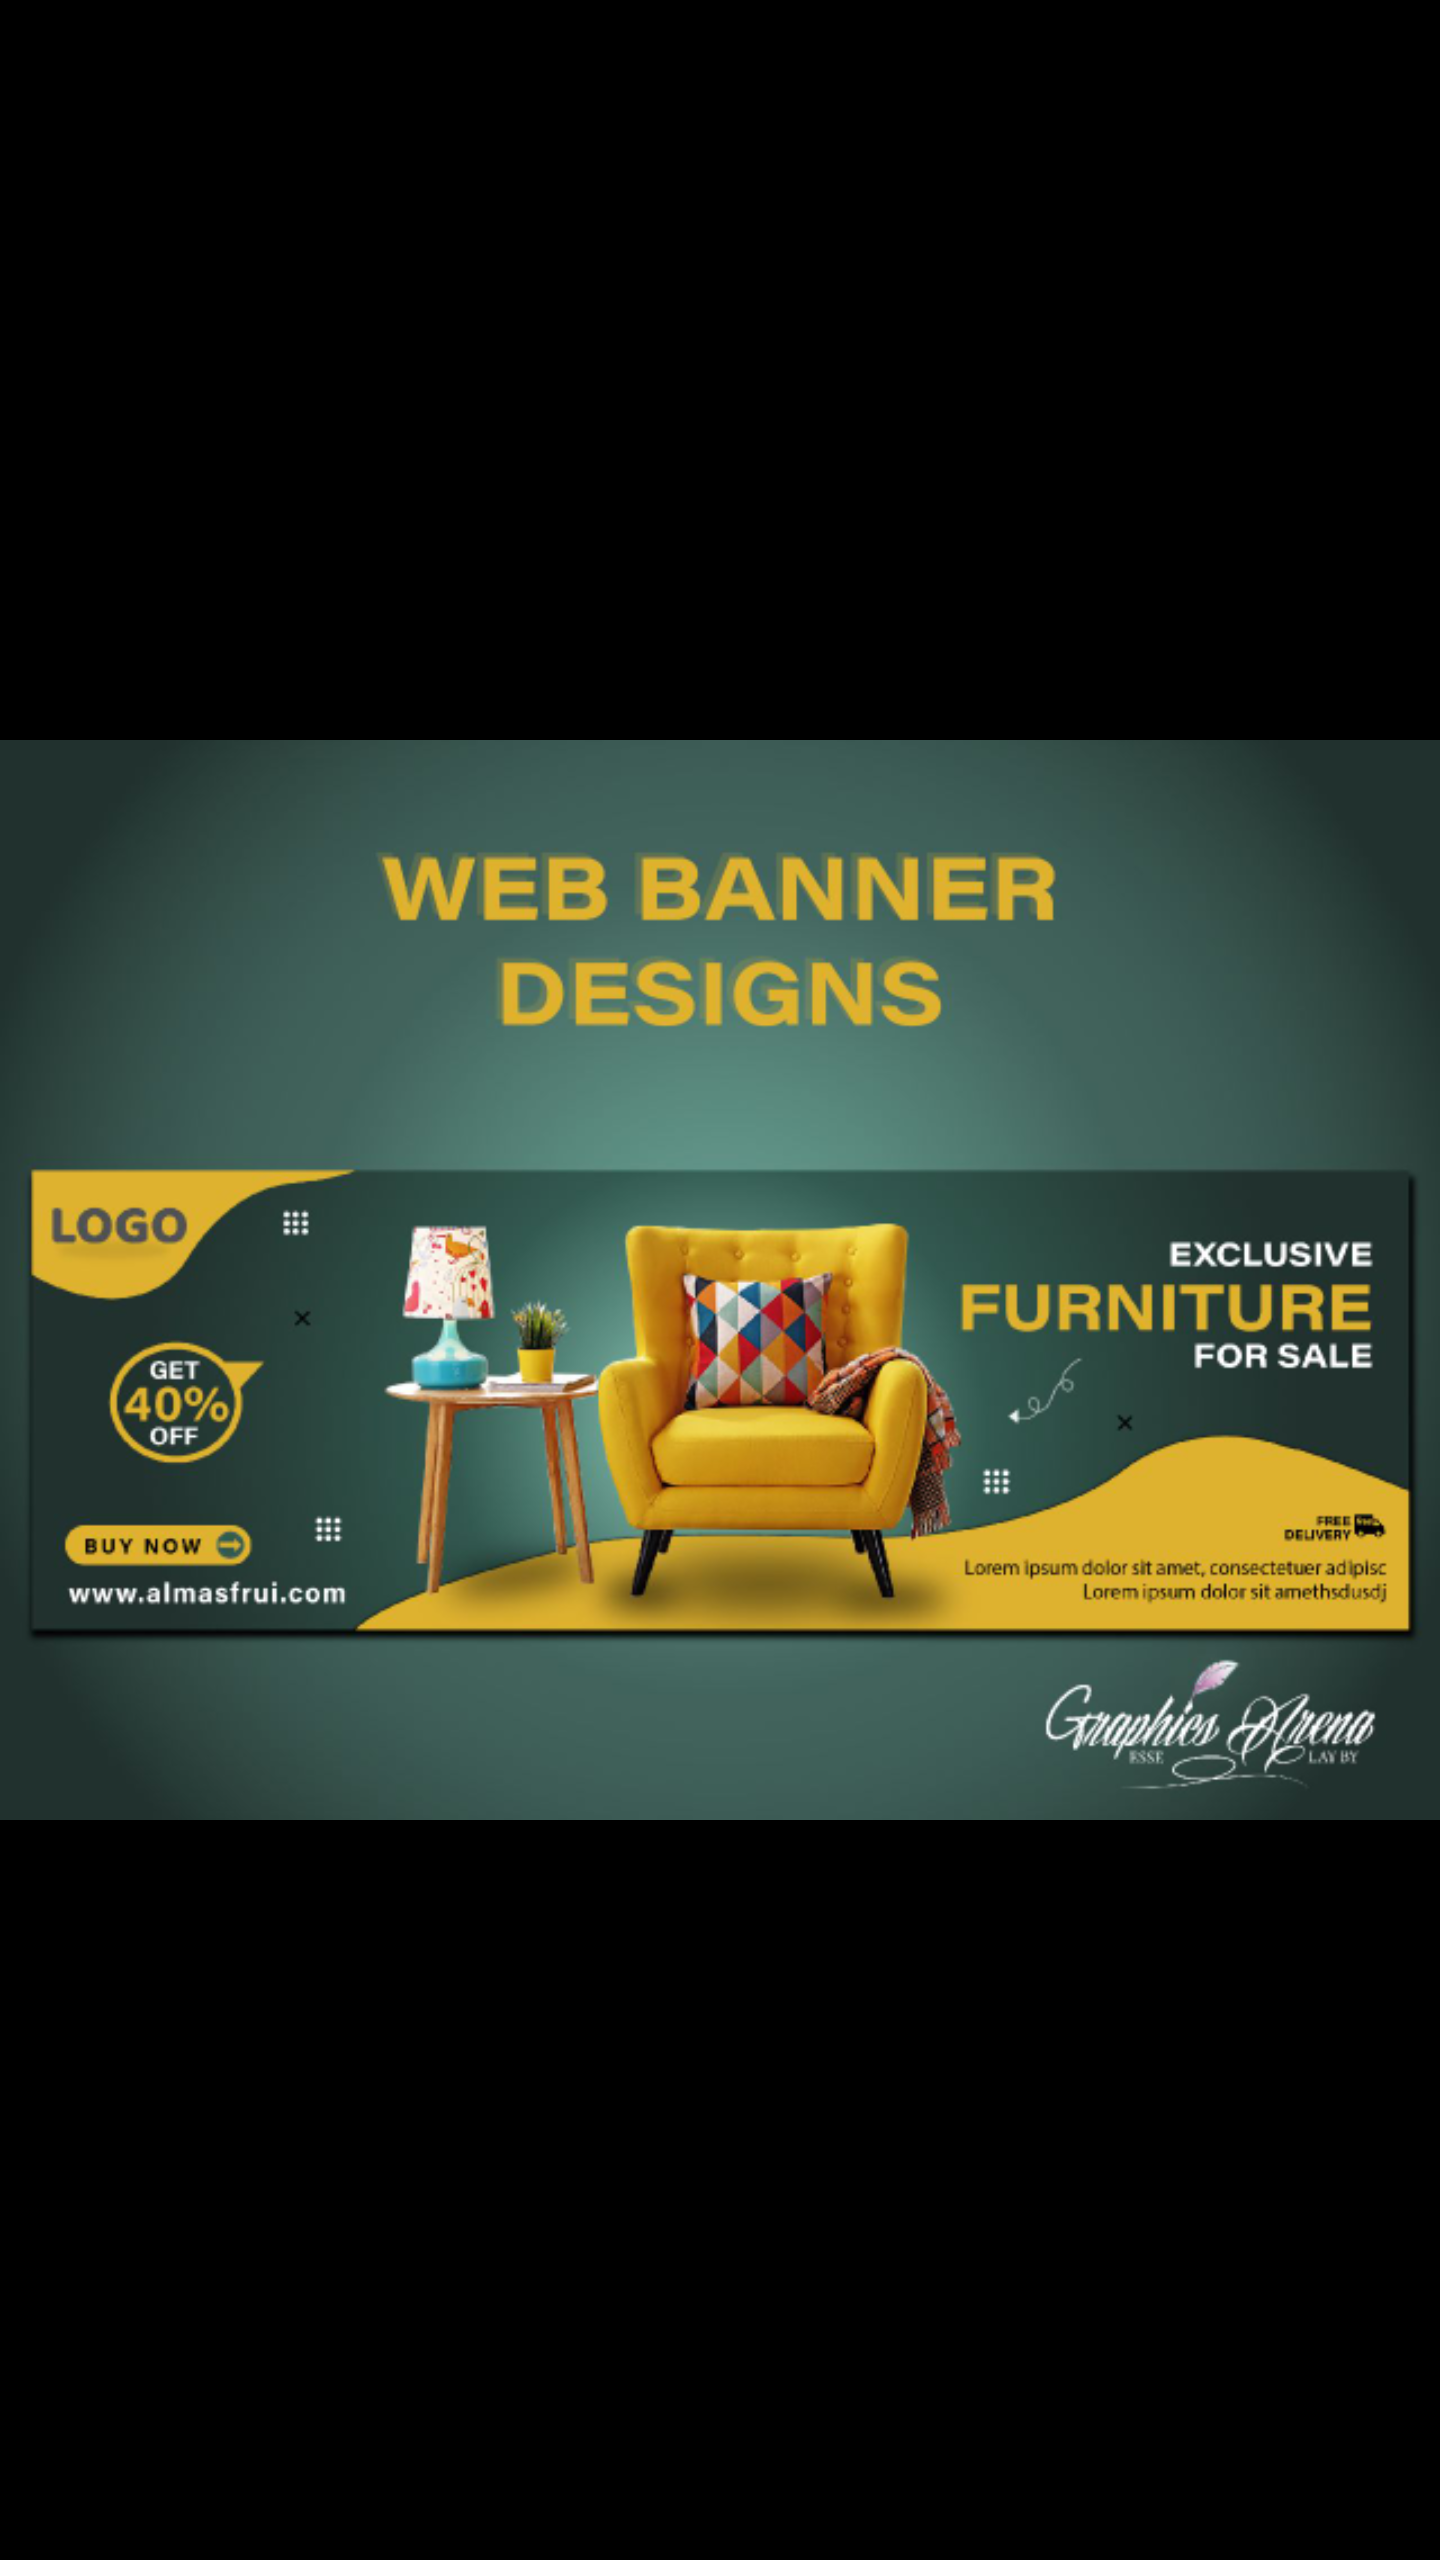 WEB BANNER
DESIGNS
LOGO
GET
40%
OFF
BUY NOW
www.almasfrui.com
EXCLUSIVE
FURNITURE
FOR SALE
FREE
DELIVERY
Lorem ipsum dolor sit amet, consectetuer adipisc
Lorem ipsum dolor sit amethsdusdj
Graphics Arena
ESSE LAY BY